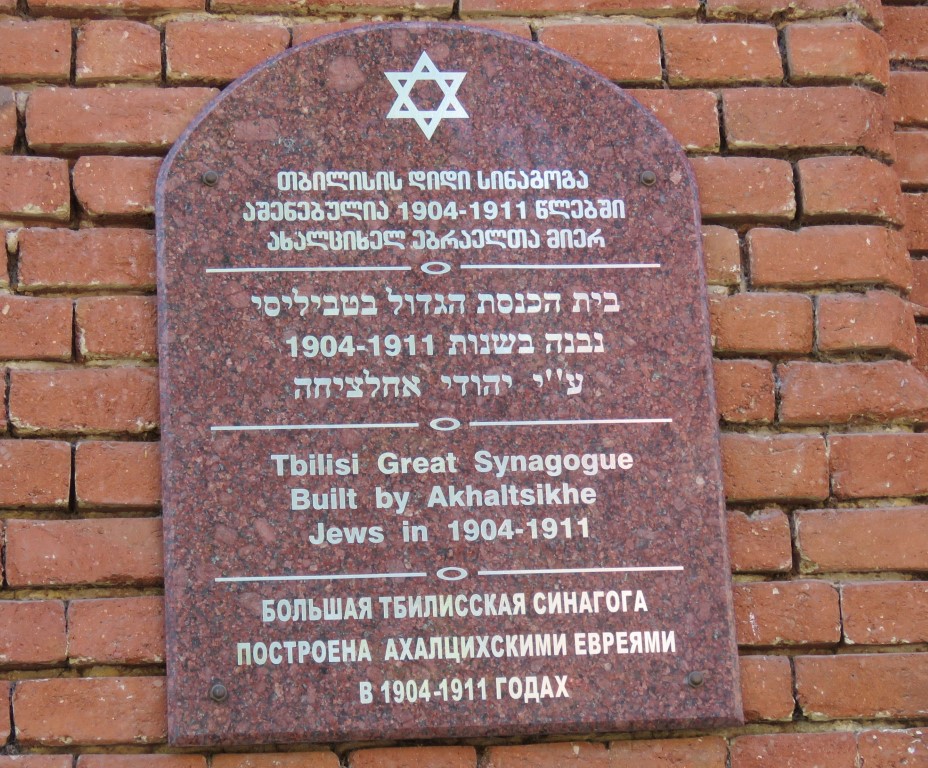 თბილისის დიდი სინაგოგა
აშენებულია 1904-1911 წლებში
ახალციხელ ებრაელთა მიერ
בית הכנסת הגדול בטביליסי
נבנה בשנות 1904-1911
ע''י יהודי אחלציחה
Tbilisi Great Synagogue
Built by Akhaltsikhe
Jews in 1904-1911
БОЛЬШАЯ ТБИЛИССКАЯ СИНАГОГА
ПОСТРОЕНА АХАЛЦИХСКИМИ ЕВРЕЯМИ
В 1904-1911 ГОДАХ